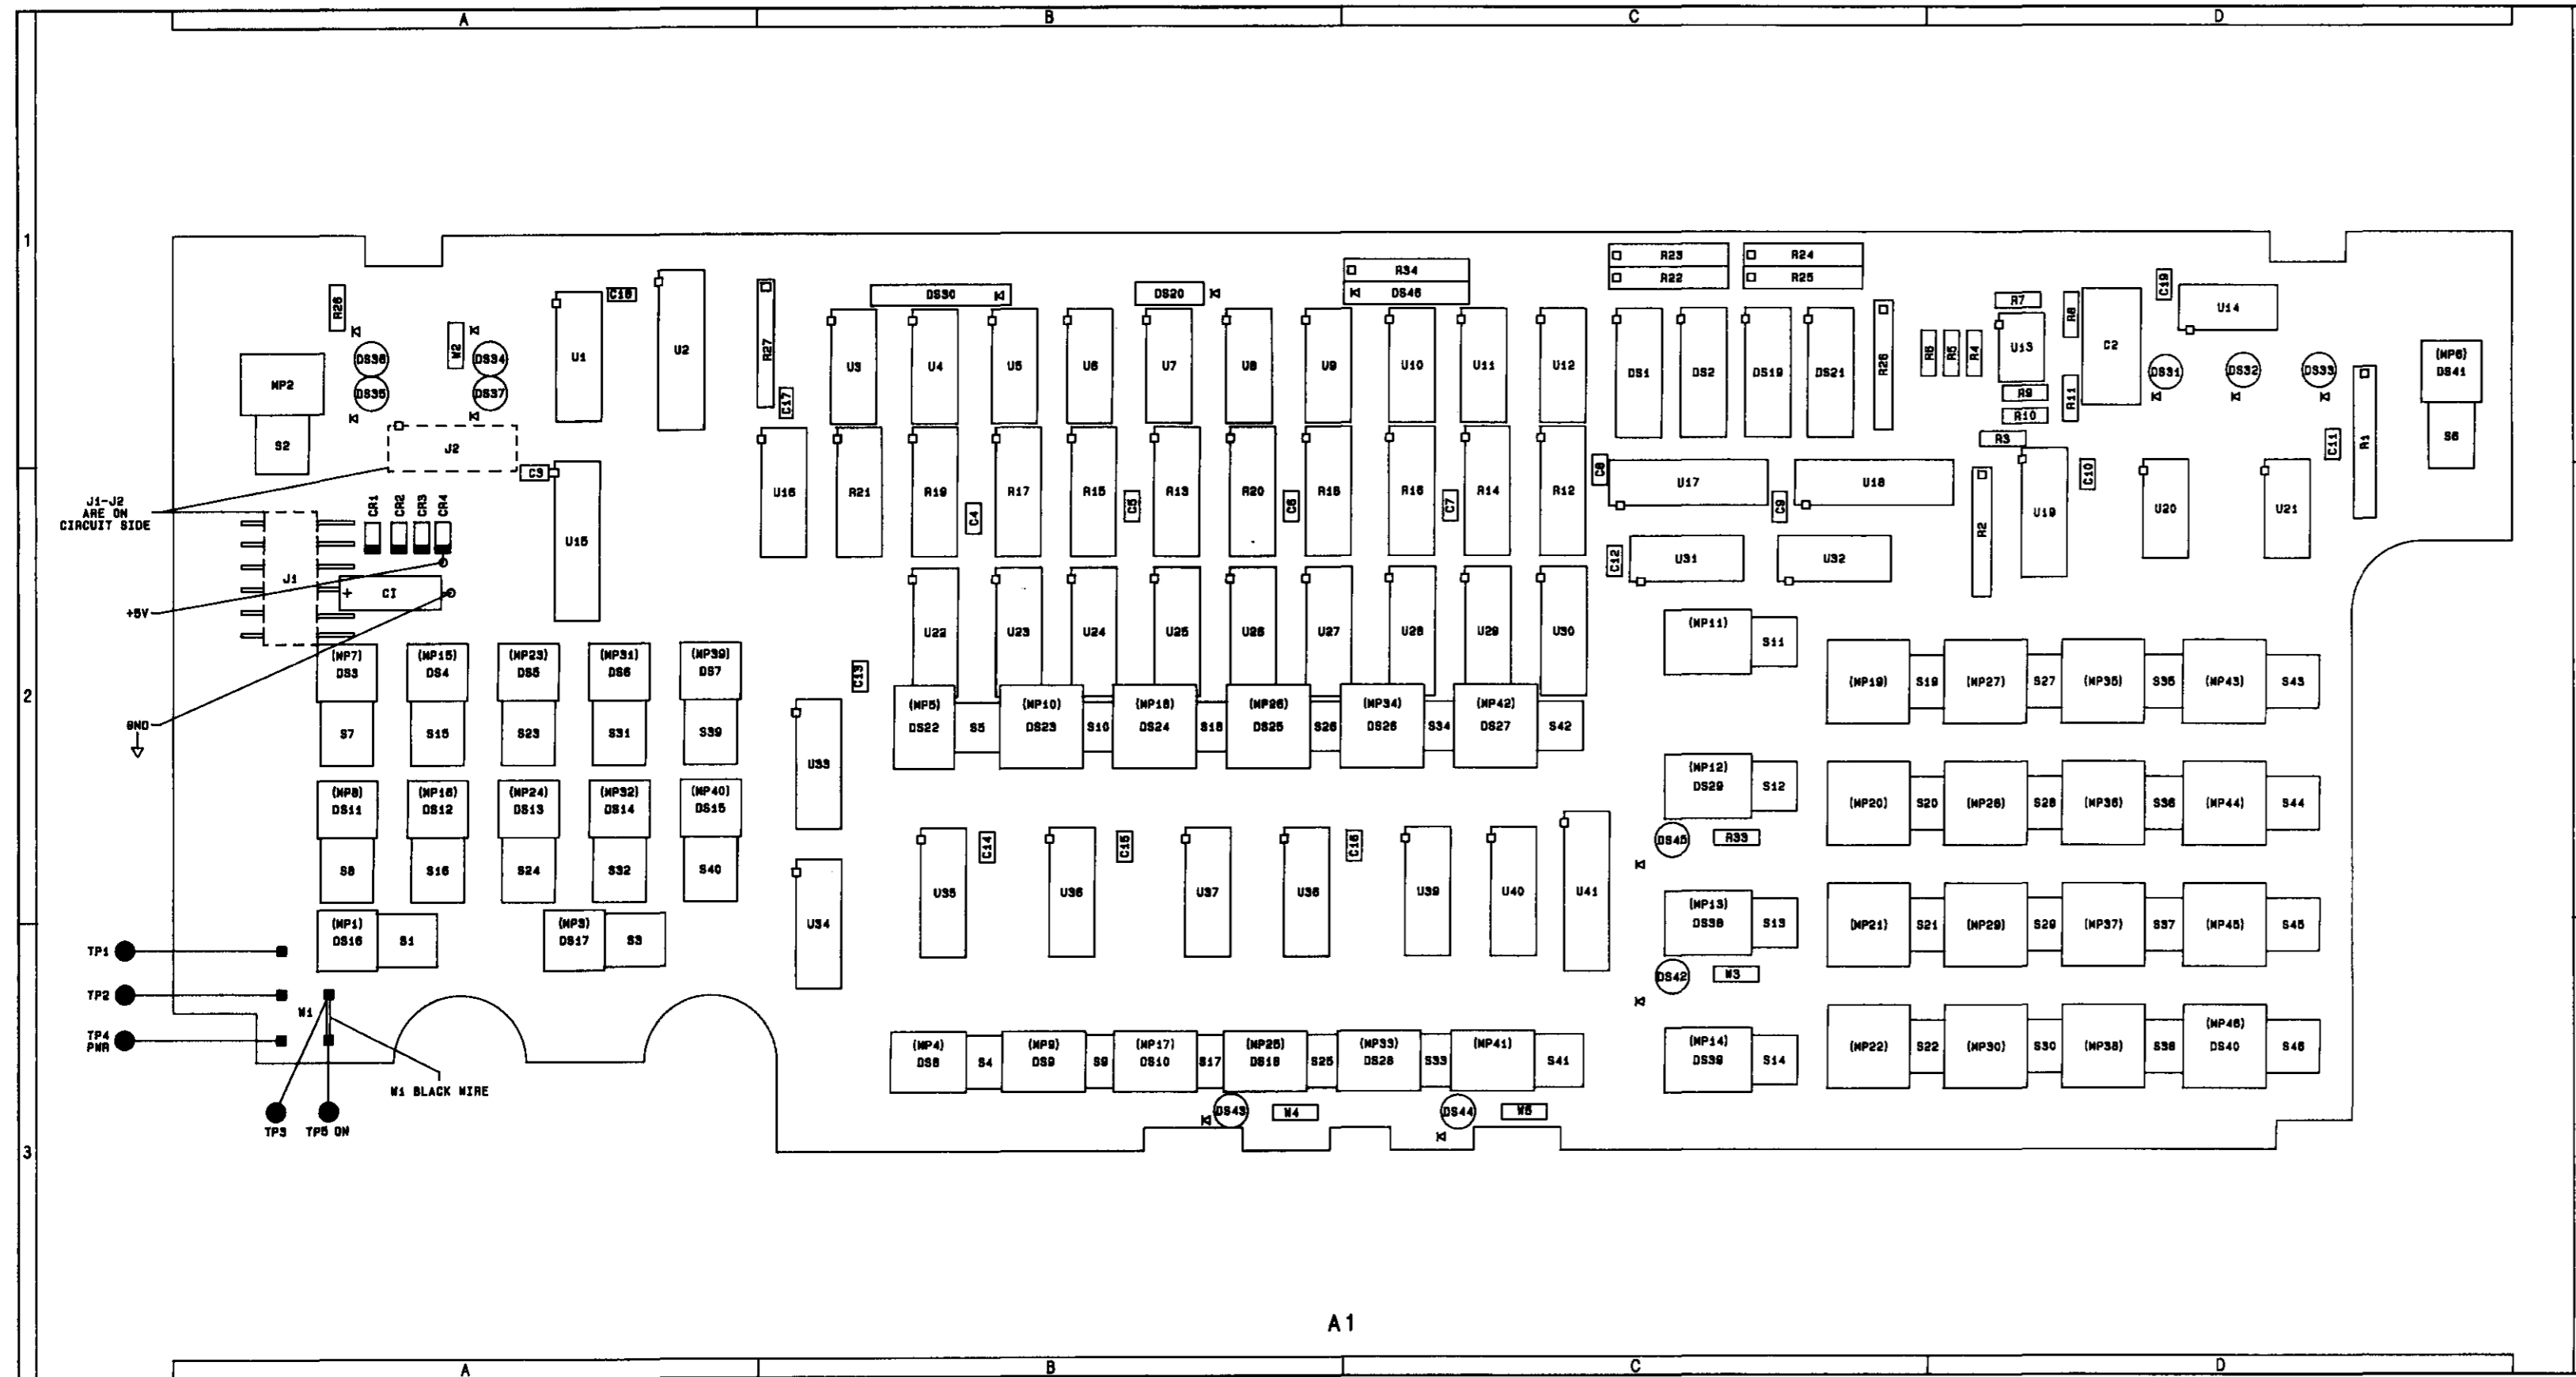 A B C D
1
R23 R24
R22 R25
R34
DS46
DS30 DS20
C18
R7
C19
U14
R27
U1 U2
DS36 W2 DS34
DS35 DS37
MP2
S2
J2
C17
U3 U4 U5 U6 U7 U8 U9 U10 U11 U12
DS1 DS2 DS19 DS21
R5 R4 U13 C2
R9
R10
R11
R3
DS31 DS32 DS33
(MP6)
DS41
S6
C11 R1
C3
J1-J2
ARE ON
CIRCUIT SIDE
CR1 CR2 CR3 CR4
U15
U16 R21 R19 R17 R15 R13 R20 R18 R16 R14 R12
C4 C5 C6 C7 C8
U17 U18
C9
R2
U19
C10
U20 U21
C12
U31 U32
J1
+ CI
+5V
GND
2
U22 U23 U24 U25 U26 U27 U28 U29 U30
C13
(MP11)
S11
(MP7) (MP15) (MP23) (MP31) (MP39)
DS3 DS4 DS5 DS6 DS7
S7 S15 S23 S31 S39
(MP5) (MP10) (MP18) (MP26) (MP34) (MP42)
DS22 S5 DS23 S10 DS24 S18 DS25 S26 DS26 S34 DS27 S42
(MP19) S19 (MP27) S27 (MP35) S35 (MP43) S43
U33
(MP8) (MP16) (MP24) (MP32) (MP40)
DS11 DS12 DS13 DS14 DS15
S8 S16 S24 S32 S40
(MP12)
DS29 S12
(MP20) S20 (MP28) S28 (MP36) S36 (MP44) S44
DS45 R33
C14 C15 C16
U34 U35 U36 U37 U38 U39 U40 U41
(MP1) (MP3)
DS16 S1 DS17 S3
(MP13)
DS38 S13
(MP21) S21 (MP29) S29 (MP37) S37 (MP45) S45
TP1
DS42 W3
TP2
W1
TP4
PWR
(MP4) (MP9) (MP17) (MP25) (MP33) (MP41)
DS8 S4 DS9 S9 DS10 S17 DS18 S25 DS28 S33 S41
(MP14)
DS39 S14
(MP22) S22 (MP30) S30 (MP38) S38 (MP46)
DS40 S46
W1 BLACK WIRE
DS43 W4 DS44 W5
TP3 TP5 ON
3
A1
A B C D